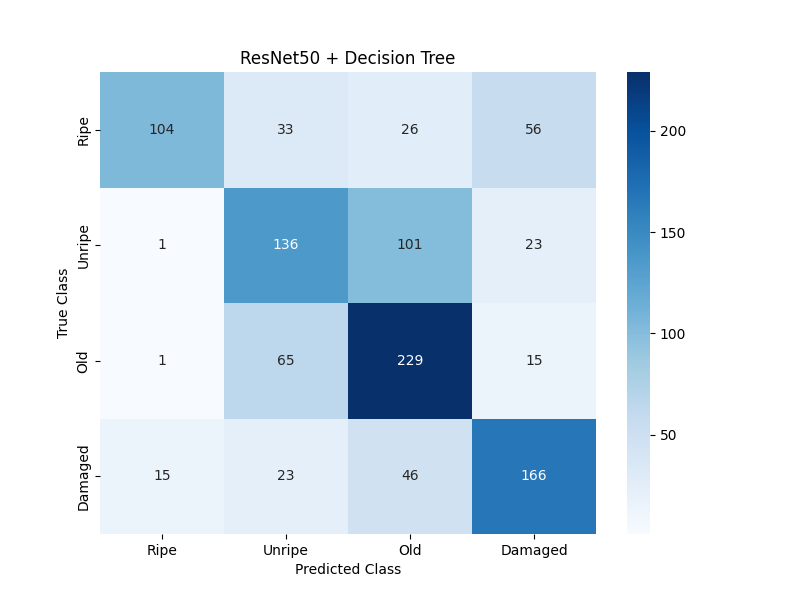 ResNet50 + Decision Tree
Ripe 104 33 26 56
Unripe 1 136 101 23
Old 1 65 229 15
Damaged 15 23 46 166
Ripe Unripe Old Damaged
Predicted Class
True Class
200
150
100
50